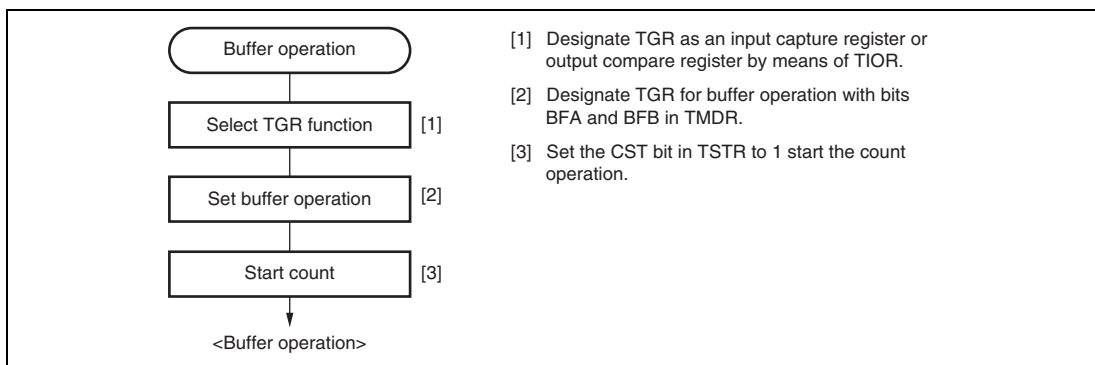 Buffer operation
Select TGR function
[1]
Set buffer operation
[2]
Start count
[3]
<Buffer operation>
[1] Designate TGR as an input capture register or
output compare register by means of TIOR.
[2] Designate TGR for buffer operation with bits
BFA and BFB in TMDR.
[3] Set the CST bit in TSTR to 1 start the count
operation.